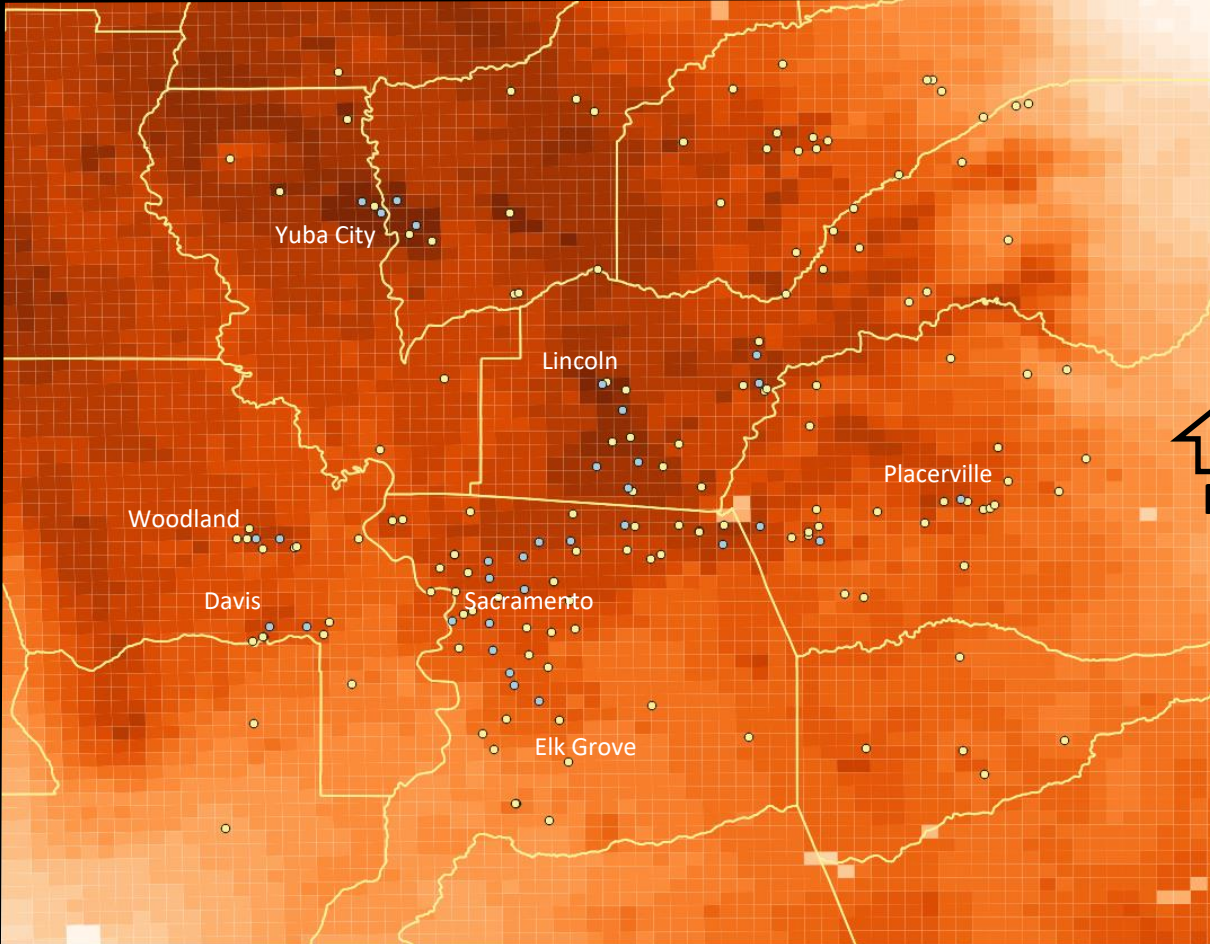 Yuba City
Lincoln
Placerville
Woodland
Davis
Sacramento
Elk Grove